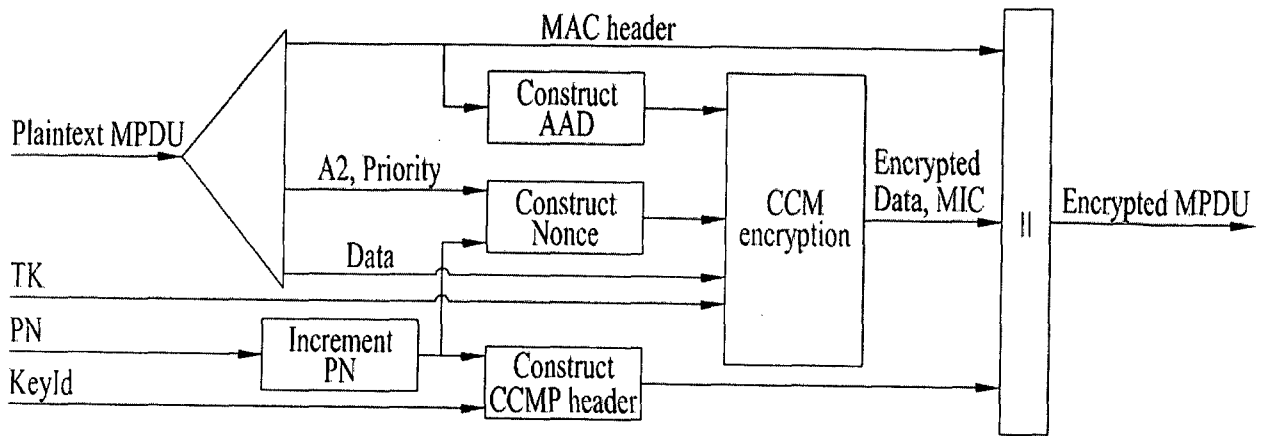 MAC header
Construct
AAD
Plaintext MPDU
A2, Priority
Construct
Nonce
CCM
encryption
Encrypted
Data, MIC
||
Encrypted MPDU
Data
TK
PN
Increment
PN
KeyId
Construct
CCMP header